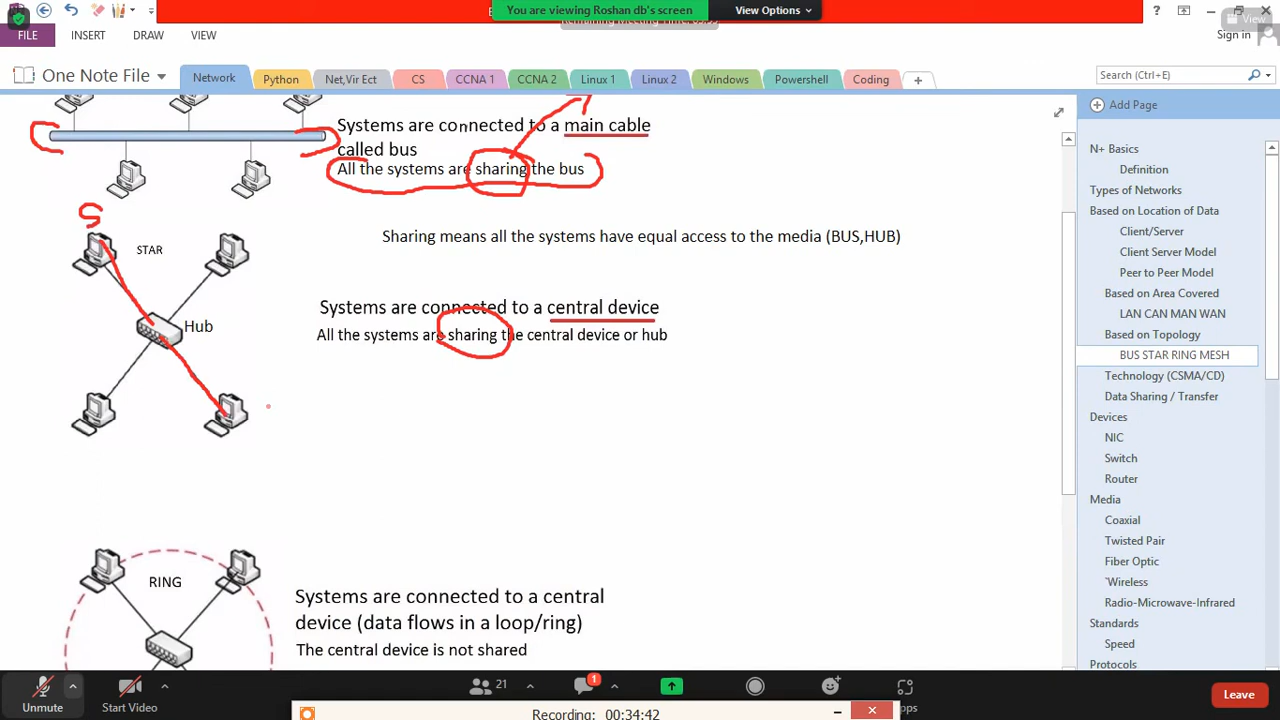 You are viewing Roshan db's screen
View Options
View
FILE
INSERT
DRAW
VIEW
Sign in
One Note File
Network
Python
Net,Vir Ect
CS
CCNA 1
CCNA 2
Linux 1
Linux 2
Windows
Powershell
Coding
Search (Ctrl+E)
Systems are connected to a main cable
called bus
All the systems are sharing the bus
S
STAR
Sharing means all the systems have equal access to the media (BUS,HUB)
Systems are connected to a central device
All the systems are sharing the central device or hub
Hub
RING
Systems are connected to a central
device (data flows in a loop/ring)
The central device is not shared
Add Page
N+ Basics
Definition
Types of Networks
Based on Location of Data
Client/Server
Client Server Model
Peer to Peer Model
Based on Area Covered
LAN CAN MAN WAN
Based on Topology
BUS STAR RING MESH
Technology (CSMA/CD)
Data Sharing / Transfer
Devices
NIC
Switch
Router
Media
Coaxial
Twisted Pair
Fiber Optic
`Wireless
Radio-Microwave-Infrared
Standards
Speed
Protocols
Unmute
Start Video
21
1
Leave
Recording: 00:34:42